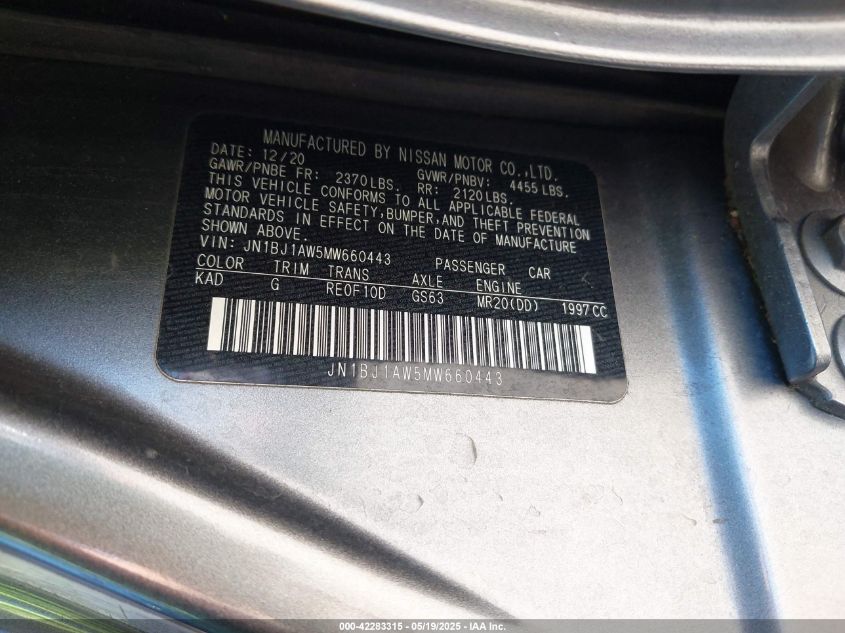 MANUFACTURED BY NISSAN MOTOR CO.,LTD.
DATE: 12/20
GAWR/PNBE FR: 2370LBS. GVWR/PNBV: 4455LBS.
RR: 2120LBS.
THIS VEHICLE CONFORMS TO ALL APPLICABLE FEDERAL
MOTOR VEHICLE SAFETY,BUMPER,AND THEFT PREVENTION
STANDARDS IN EFFECT ON THE DATE OF MANUFACTURE
SHOWN ABOVE.
VIN: JN1BJ1AW5MW660443 PASSENGER CAR
COLOR TRIM TRANS AXLE ENGINE
KAD G RE0F10D GS63 MR20(DD) 1997CC
JN1BJ1AW5MW660443
000-42283315 - 05/19/2025 - IAA Inc.